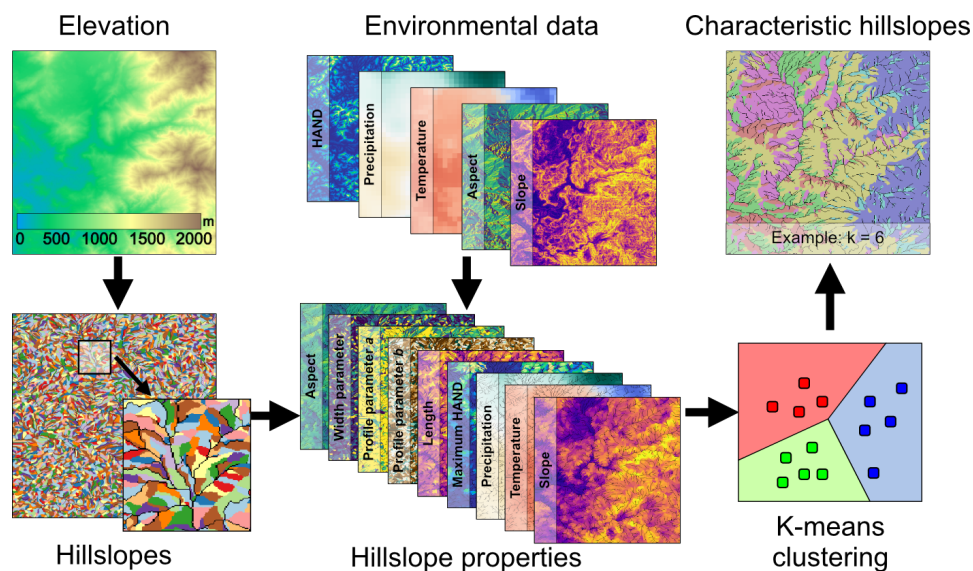 Elevation
Environmental data
Characteristic hillslopes
m
0 500 1000 1500 2000
HAND
Precipitation
Temperature
Aspect
Slope
Example: k = 6
Aspect
Width parameter
Profile parameter a
Profile parameter b
Length
Maximum HAND
Precipitation
Temperature
Slope
Hillslopes
Hillslope properties
K-means
clustering